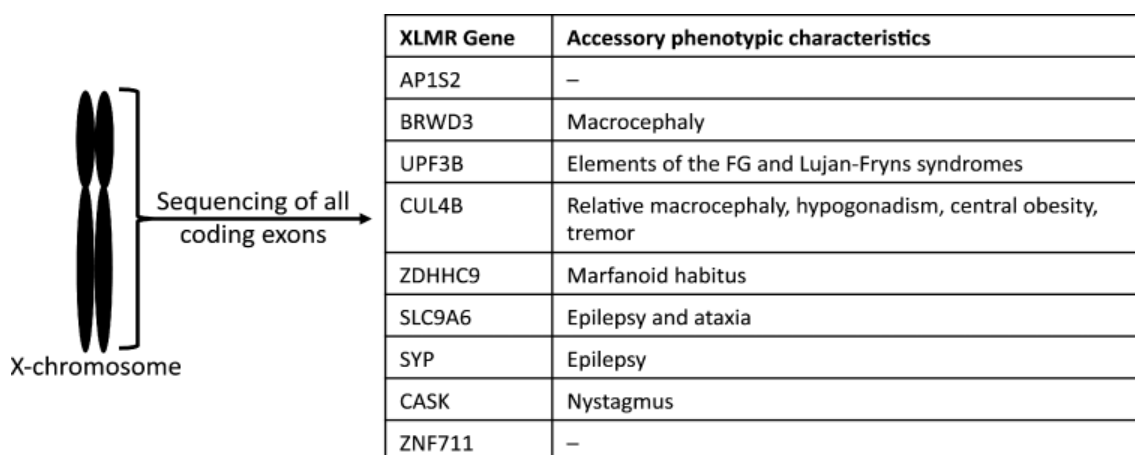 XLMR Gene Accessory phenotypic characteristics
AP1S2 –
BRWD3 Macrocephaly
UPF3B Elements of the FG and Lujan-Fryns syndromes
CUL4B Relative macrocephaly, hypogonadism, central obesity,
tremor
ZDHHC9 Marfanoid habitus
SLC9A6 Epilepsy and ataxia
SYP Epilepsy
CASK Nystagmus
ZNF711 –
Sequencing of all
coding exons
X-chromosome